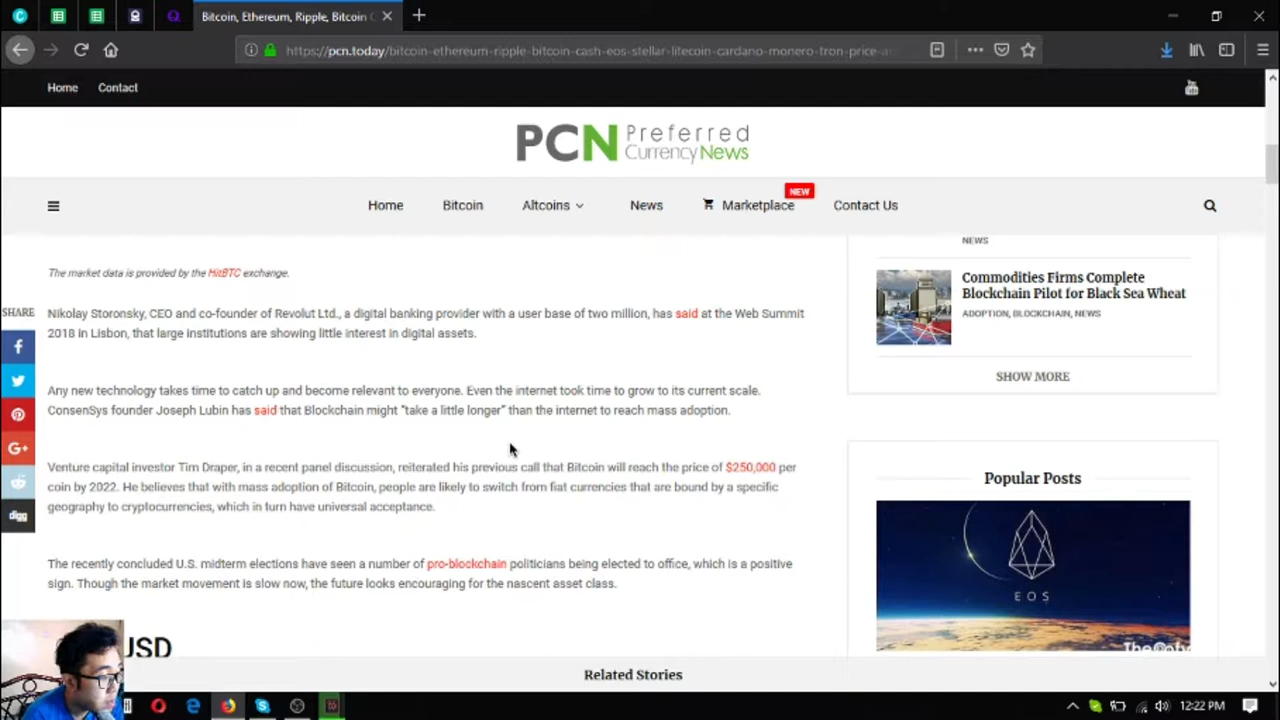 Bitcoin, Ethereum, Ripple, Bitcoin C
https://pcn.today/bitcoin-ethereum-ripple-bitcoin-cash-eos-stellar-litecoin-cardano-monero-tron-price-a
Home Contact
PCN Preferred
Currency News
Home Bitcoin Altcoins News Marketplace NEW Contact Us
The market data is provided by the HitBTC exchange.
Nikolay Storonsky, CEO and co-founder of Revolut Ltd., a digital banking provider with a user base of two million, has said at the Web Summit
2018 in Lisbon, that large institutions are showing little interest in digital assets.
Any new technology takes time to catch up and become relevant to everyone. Even the internet took time to grow to its current scale.
ConsenSys founder Joseph Lubin has said that Blockchain might “take a little longer” than the internet to reach mass adoption.
Venture capital investor Tim Draper, in a recent panel discussion, reiterated his previous call that Bitcoin will reach the price of $250,000 per
coin by 2022. He believes that with mass adoption of Bitcoin, people are likely to switch from fiat currencies that are bound by a specific
geography to cryptocurrencies, which in turn have universal acceptance.
The recently concluded U.S. midterm elections have seen a number of pro-blockchain politicians being elected to office, which is a positive
sign. Though the market movement is slow now, the future looks encouraging for the nascent asset class.
USD
SHARE
f
G+
digg
NEWS
Commodities Firms Complete
Blockchain Pilot for Black Sea Wheat
ADOPTION, BLOCKCHAIN, NEWS
SHOW MORE
Popular Posts
EOS
Related Stories
12:22 PM